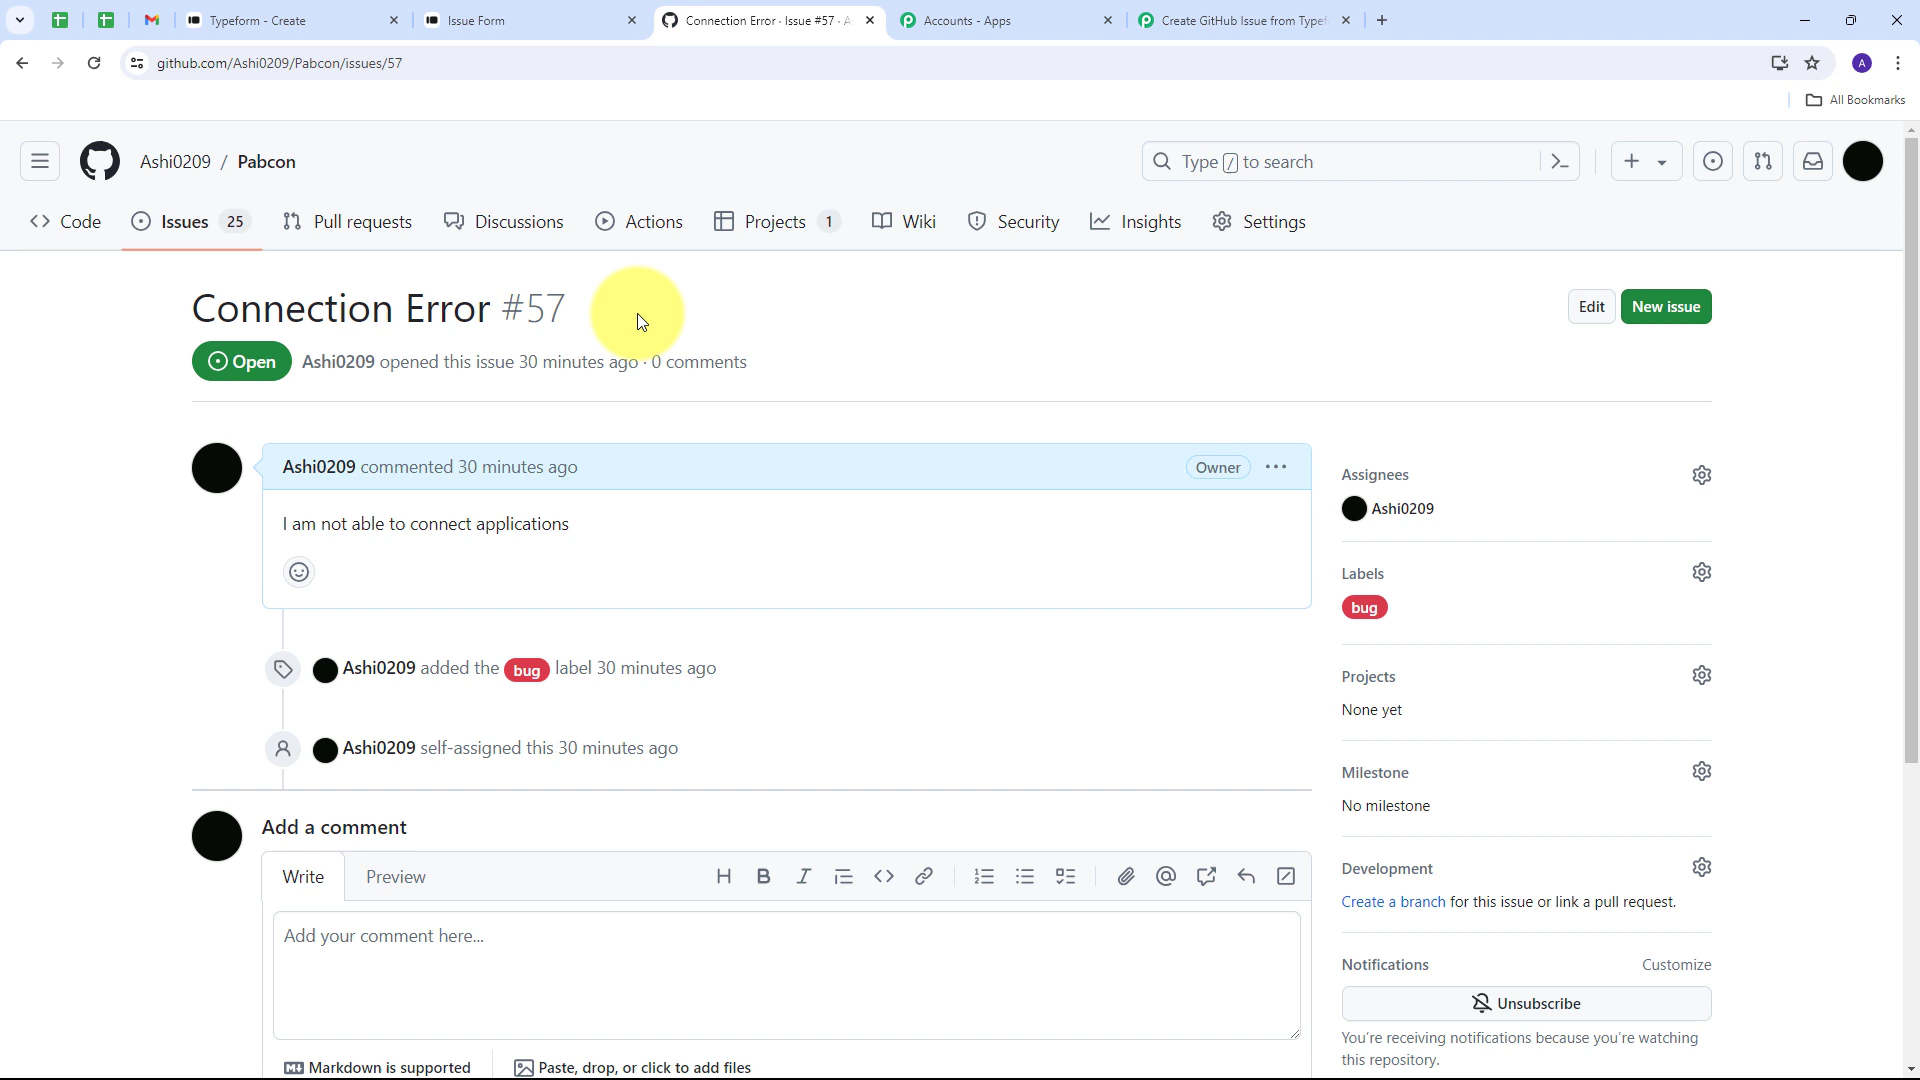 Typeform - Create
Issue Form
Connection Error · Issue #57 · A
Accounts - Apps
Create GitHub Issue from Typef
github.com/Ashi0209/Pabcon/issues/57
A
All Bookmarks
Ashi0209 / Pabcon
Type / to search
Code
Issues 25
Pull requests
Discussions
Actions
Projects 1
Wiki
Security
Insights
Settings
Connection Error #57
Edit
New issue
Open
Ashi0209 opened this issue 30 minutes ago · 0 comments
Ashi0209 commented 30 minutes ago
Owner
I am not able to connect applications
Ashi0209 added the bug label 30 minutes ago
Ashi0209 self-assigned this 30 minutes ago
Add a comment
Write
Preview
Add your comment here...
Markdown is supported
Paste, drop, or click to add files
Assignees
Ashi0209
Labels
bug
Projects
None yet
Milestone
No milestone
Development
Create a branch for this issue or link a pull request.
Notifications
Customize
Unsubscribe
You're receiving notifications because you're watching
this repository.